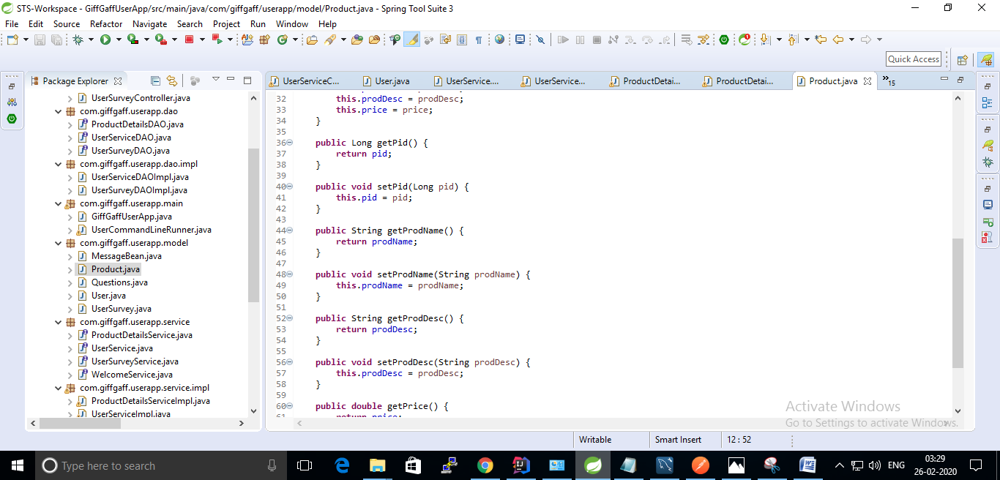 STS-Workspace - GiffGaffUserApp/src/main/java/com/giffgaff/userapp/model/Product.java - Spring Tool Suite 3
File Edit Source Refactor Navigate Search Project Run Window Help
Quick Access
Package Explorer
UserServiceC...
User.java
UserService....
UserService...
ProductDetai...
ProductDetai...
Product.java
»15
UserSurveyController.java
com.giffgaff.userapp.dao
ProductDetailsDAO.java
UserServiceDAO.java
UserSurveyDAO.java
com.giffgaff.userapp.dao.impl
UserServiceDAOImpl.java
UserSurveyDAOImpl.java
com.giffgaff.userapp.main
GiffGaffUserApp.java
UserCommandLineRunner.java
com.giffgaff.userapp.model
MessageBean.java
Product.java
Questions.java
User.java
UserSurvey.java
com.giffgaff.userapp.service
ProductDetailsService.java
UserService.java
UserSurveyService.java
WelcomeService.java
com.giffgaff.userapp.service.impl
ProductDetailsServiceImpl.java
UserServiceImpl.java
32 this.prodDesc = prodDesc;
33 this.price = price;
34 }
35
36 public Long getPid() {
37 return pid;
38 }
39
40 public void setPid(Long pid) {
41 this.pid = pid;
42 }
43
44 public String getProdName() {
45 return prodName;
46 }
47
48 public void setProdName(String prodName) {
49 this.prodName = prodName;
50 }
51
52 public String getProdDesc() {
53 return prodDesc;
54 }
55
56 public void setProdDesc(String prodDesc) {
57 this.prodDesc = prodDesc;
58 }
59
60 public double getPrice() {
61 return price;
Activate Windows
Go to Settings to activate Windows.
Writable
Smart Insert
12 : 52
Type here to search
ENG
03:29
26-02-2020